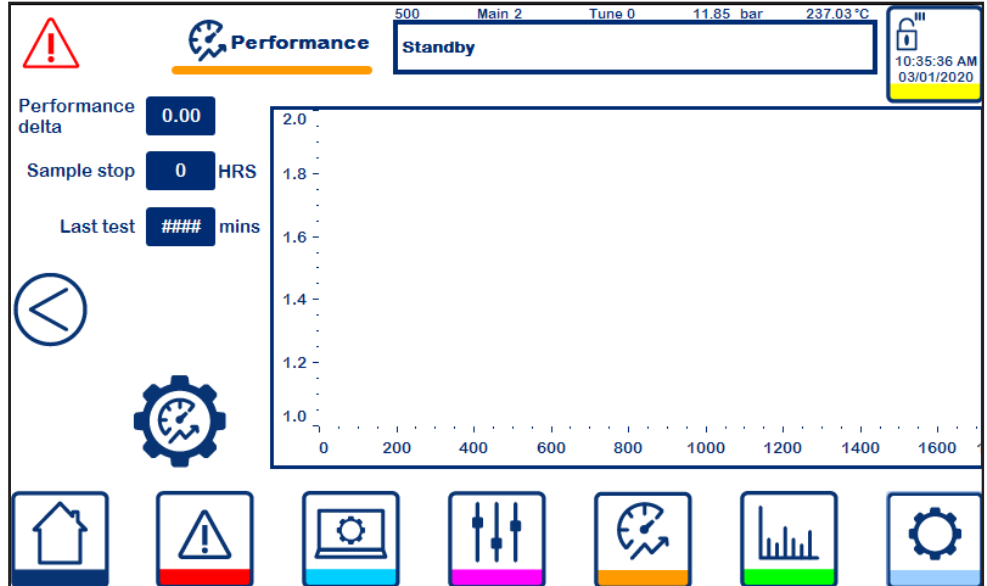 500 Main 2 Tune 0 11.85 bar 237.03 °C
Performance
Standby
10:35:36 AM
03/01/2020
Performance
delta
0.00
Sample stop 0 HRS
Last test #### mins
2.0
1.8
1.6
1.4
1.2
1.0
0 200 400 600 800 1000 1200 1400 1600